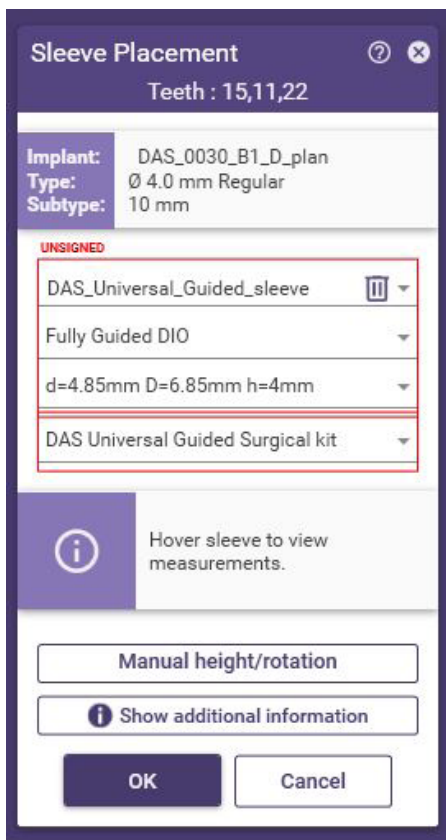 Sleeve Placement
Teeth : 15,11,22
Implant: DAS_0030_B1_D_plan
Type: Ø 4.0 mm Regular
Subtype: 10 mm
UNSIGNED
DAS_Universal_Guided_sleeve
Fully Guided DIO
d=4.85mm D=6.85mm h=4mm
DAS Universal Guided Surgical kit
Hover sleeve to view
measurements.
Manual height/rotation
Show additional information
OK Cancel